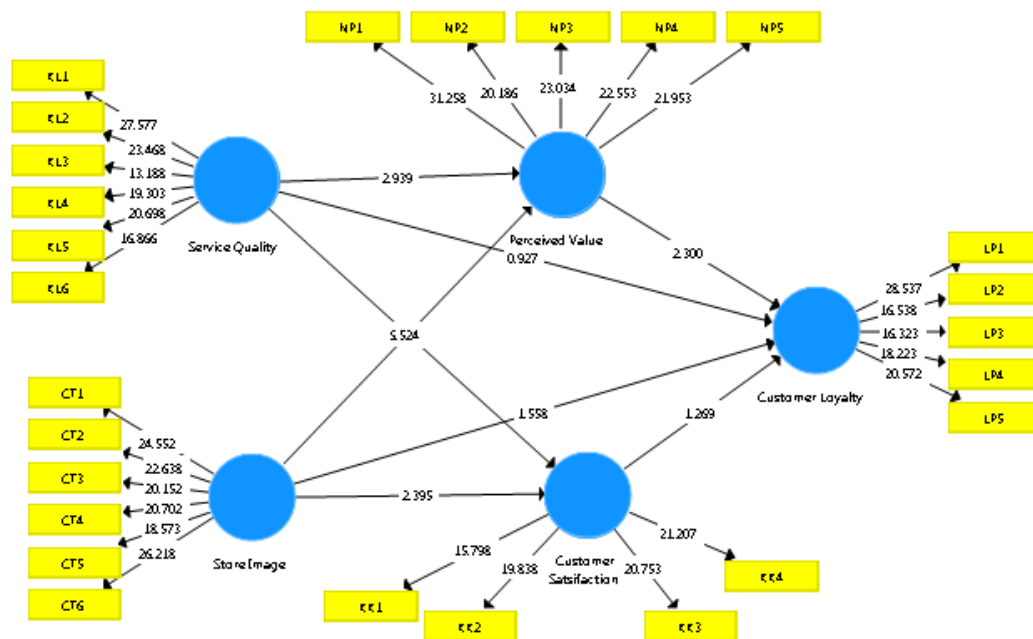 NP1 NP2 NP3 NP4 NP5
KL1
KL2
KL3
KL4
KL5
KL6
27.577
23.468
13.188
19.303
20.698
16.866
31.258
20.186
23.034
22.553
21.953
Service Quality
Perceived Value
2.939
0.927
2.300
5.524
LP1
LP2
LP3
LP4
LP5
28.537
16.538
16.323
18.223
20.572
Customer Loyalty
CT1
CT2
CT3
CT4
CT5
CT6
24.552
22.638
20.152
20.702
18.573
26.218
Store Image
1.558
1.269
2.395
Customer
Satsifaction
15.798
19.838
20.753
21.207
KK1
KK2
KK3
KK4